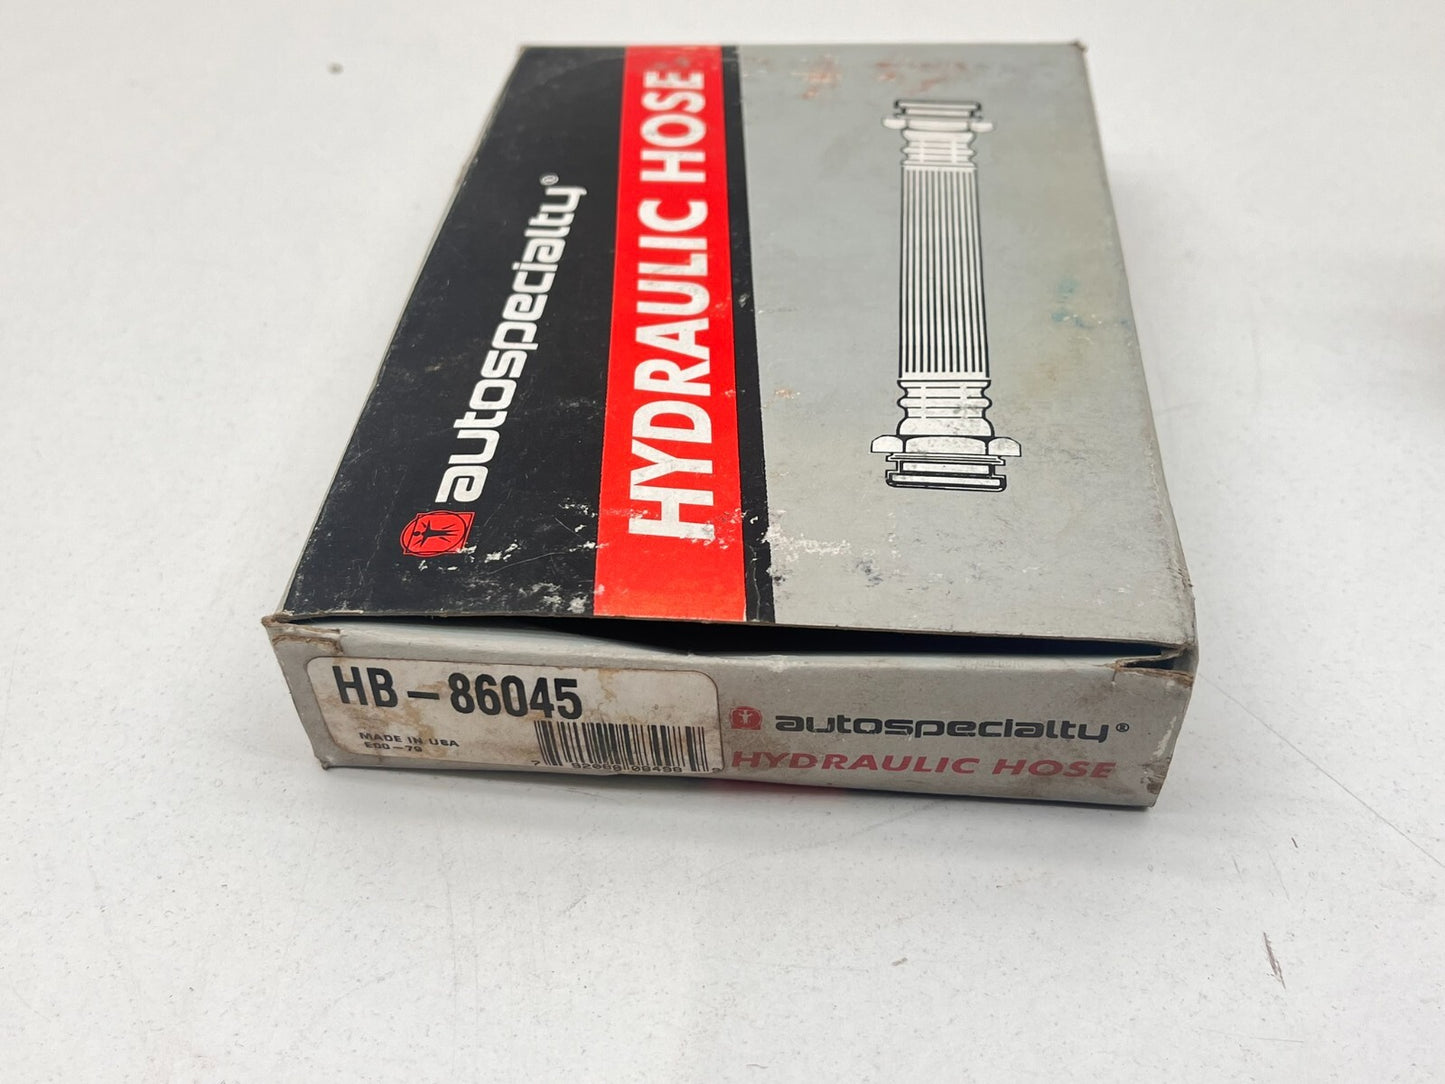 autospecialty®
HYDRAULIC HOSE
HB-86045
MADE IN USA
autospecialty®
HYDRAULIC HOSE